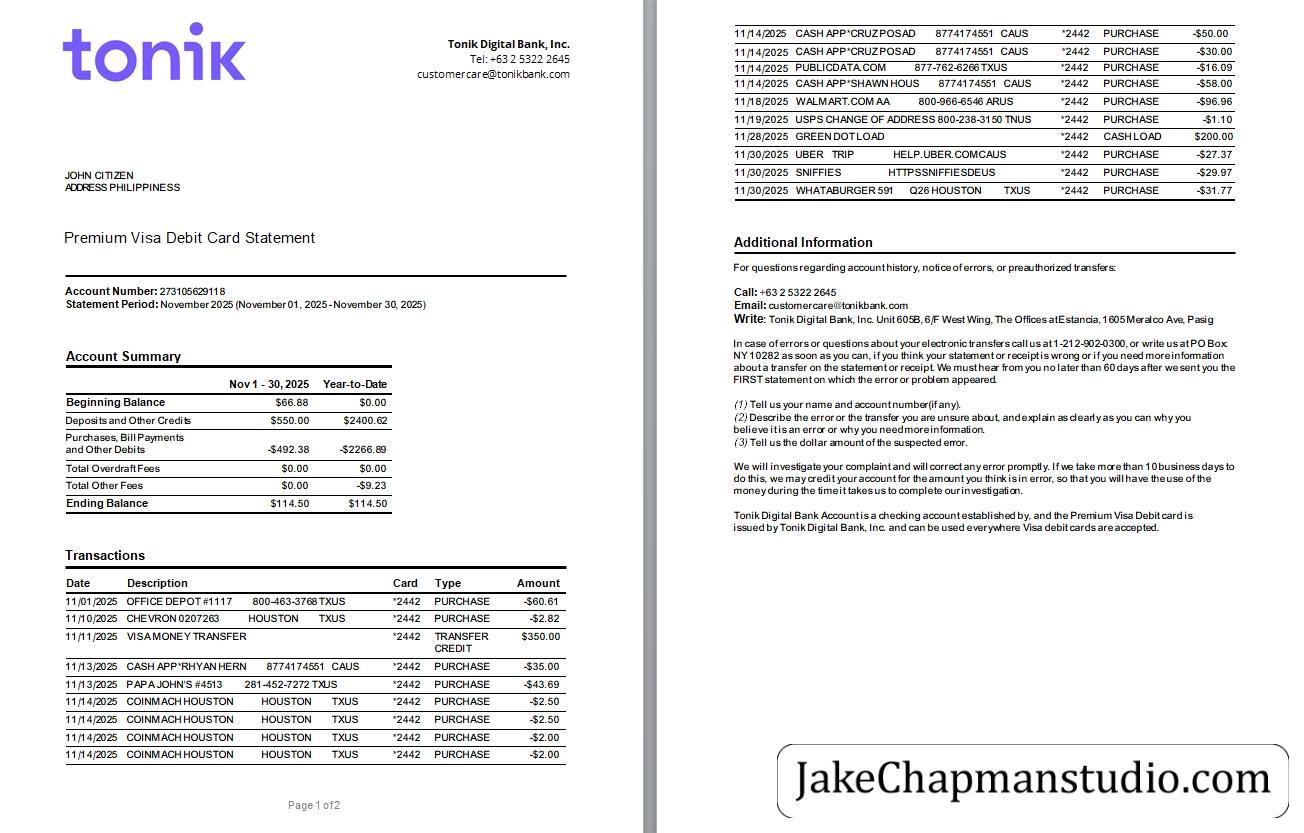 tonik
Tonik Digital Bank, Inc.
Tel: +63 2 5322 2645
customercare@tonikbank.com
JOHN CITIZEN
ADDRESS PHILIPPINESS
Premium Visa Debit Card Statement
Account Number: 273105629118
Statement Period: November 2025 (November 01, 2025 - November 30, 2025)
Account Summary
Nov 1 - 30, 2025 Year-to-Date
Beginning Balance $66.88 $0.00
Deposits and Other Credits $550.00 $2400.62
Purchases, Bill Payments
and Other Debits -$492.38 -$2266.89
Total Overdraft Fees $0.00 $0.00
Total Other Fees $0.00 -$9.23
Ending Balance $114.50 $114.50
Transactions
Date Description Card Type Amount
11/01/2025 OFFICE DEPOT #1117 800-463-3768 TXUS *2442 PURCHASE -$60.61
11/10/2025 CHEVRON 0207263 HOUSTON TXUS *2442 PURCHASE -$2.82
11/11/2025 VISA MONEY TRANSFER *2442 TRANSFER $350.00
CREDIT
11/13/2025 CASH APP*RHYAN HERN 8774174551 CAUS *2442 PURCHASE -$35.00
11/13/2025 PAPA JOHN'S #4513 281-452-7272 TXUS *2442 PURCHASE -$43.69
11/14/2025 COINMACH HOUSTON HOUSTON TXUS *2442 PURCHASE -$2.50
11/14/2025 COINMACH HOUSTON HOUSTON TXUS *2442 PURCHASE -$2.50
11/14/2025 COINMACH HOUSTON HOUSTON TXUS *2442 PURCHASE -$2.00
11/14/2025 COINMACH HOUSTON HOUSTON TXUS *2442 PURCHASE -$2.00
Page 1 of 2
11/14/2025 CASH APP*CRUZ POSAD 8774174551 CAUS *2442 PURCHASE -$50.00
11/14/2025 CASH APP*CRUZ POSAD 8774174551 CAUS *2442 PURCHASE -$30.00
11/14/2025 PUBLICDATA.COM 877-762-6266 TXUS *2442 PURCHASE -$16.09
11/14/2025 CASH APP*SHAWN HOUS 8774174551 CAUS *2442 PURCHASE -$58.00
11/18/2025 WALMART.COM AA 800-966-6546 ARUS *2442 PURCHASE -$96.96
11/19/2025 USPS CHANGE OF ADDRESS 800-238-3150 TNUS *2442 PURCHASE -$1.10
11/28/2025 GREEN DOT LOAD *2442 CASH LOAD $200.00
11/30/2025 UBER TRIP HELP.UBER.COMCAUS *2442 PURCHASE -$27.37
11/30/2025 SNIFFIES HTTPSSNIFFIESDEUS *2442 PURCHASE -$29.97
11/30/2025 WHATABURGER 591 Q26 HOUSTON TXUS *2442 PURCHASE -$31.77
Additional Information
For questions regarding account history, notice of errors, or preauthorized transfers:
Call: +63 2 5322 2645
Email: customercare@tonikbank.com
Write: Tonik Digital Bank, Inc. Unit 605B, 6/F West Wing, The Offices at Estancia, 1605 Meralco Ave, Pasig
In case of errors or questions about your electronic transfers call us at 1-212-902-0300, or write us at PO Box:
NY 10282 as soon as you can, if you think your statement or receipt is wrong or if you need more information
about a transfer on the statement or receipt. We must hear from you no later than 60 days after we sent you the
FIRST statement on which the error or problem appeared.
(1) Tell us your name and account number(if any).
(2) Describe the error or the transfer you are unsure about, and explain as clearly as you can why you
believe it is an error or why you need more information.
(3) Tell us the dollar amount of the suspected error.
We will investigate your complaint and will correct any error promptly. If we take more than 10 business days to
do this, we may credit your account for the amount you think is in error, so that you will have the use of the
money during the time it takes us to complete our investigation.
Tonik Digital Bank Account is a checking account established by, and the Premium Visa Debit card is
issued by Tonik Digital Bank, Inc. and can be used everywhere Visa debit cards are accepted.
JakeChapmanstudio.com